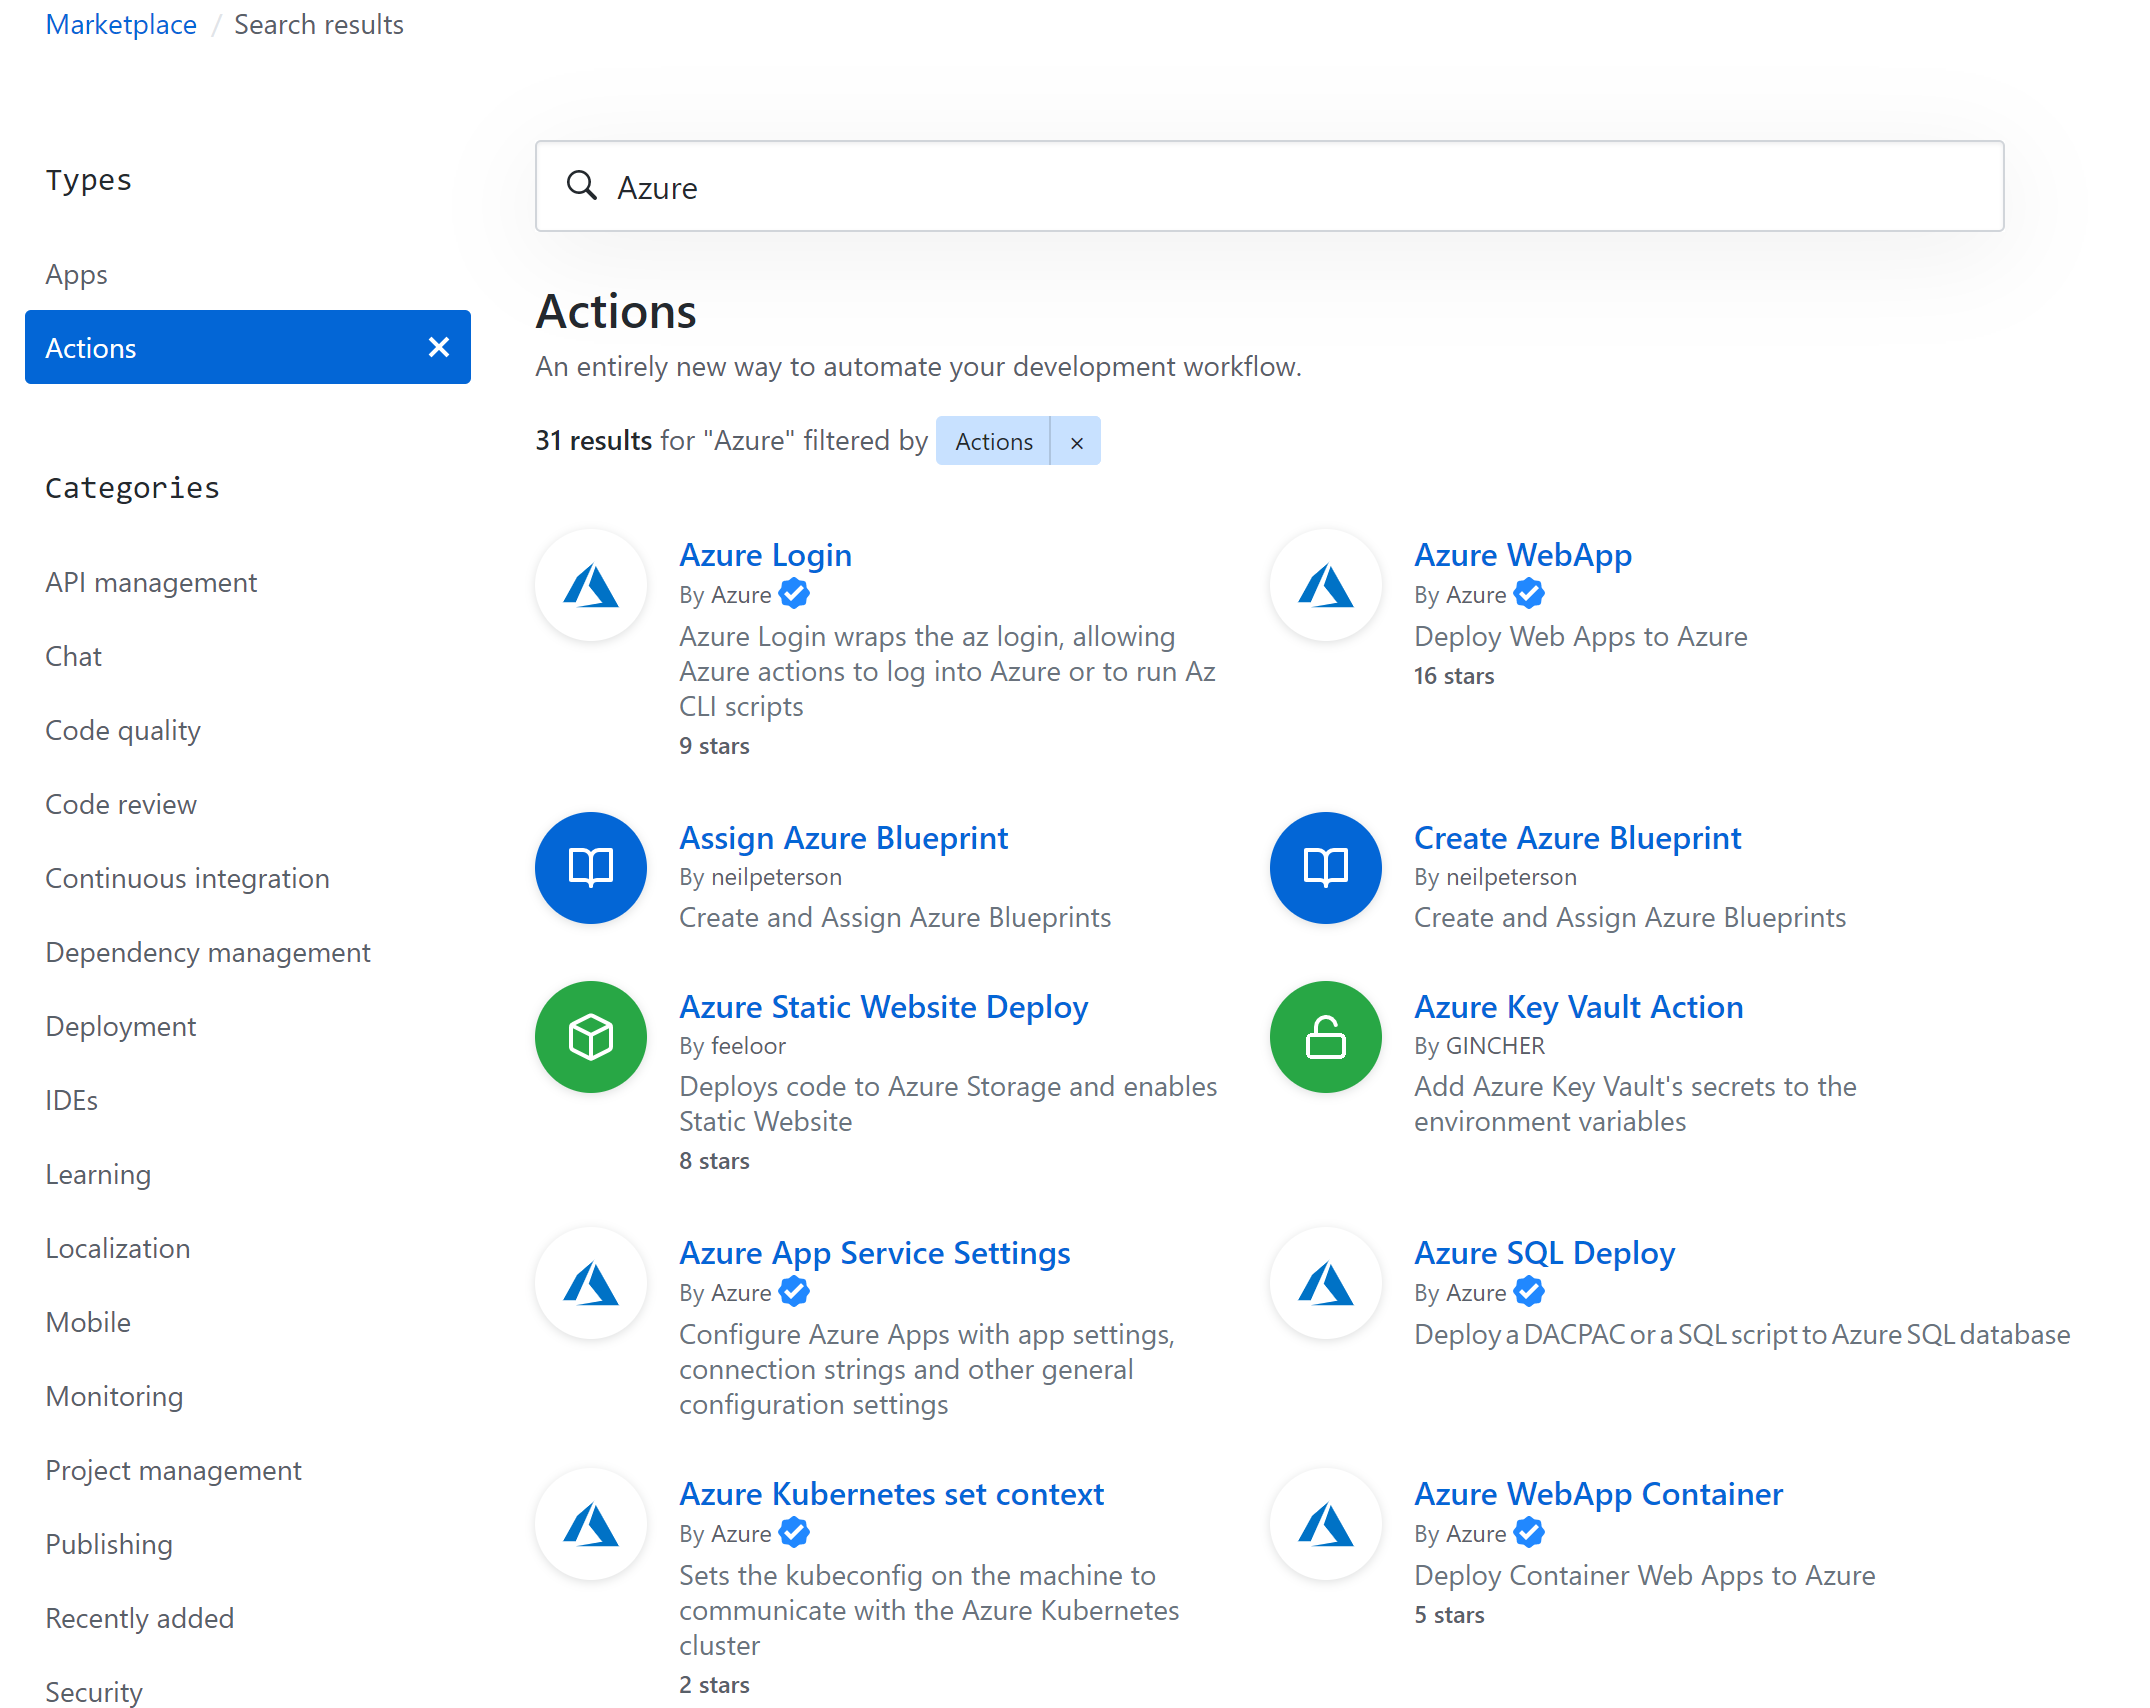 Marketplace / Search results
Types
Apps
Actions
Categories
API management
Chat
Code quality
Code review
Continuous integration
Dependency management
Deployment
IDEs
Learning
Localization
Mobile
Monitoring
Project management
Publishing
Recently added
Security
Azure
Actions
An entirely new way to automate your development workflow.
31 results for "Azure" filtered by Actions ×
Azure Login
By Azure
Azure Login wraps the az login, allowing
Azure actions to log into Azure or to run Az
CLI scripts
9 stars
Azure WebApp
By Azure
Deploy Web Apps to Azure
16 stars
Assign Azure Blueprint
By neilpeterson
Create and Assign Azure Blueprints
Create Azure Blueprint
By neilpeterson
Create and Assign Azure Blueprints
Azure Static Website Deploy
By feeloor
Deploys code to Azure Storage and enables
Static Website
8 stars
Azure Key Vault Action
By GINCHER
Add Azure Key Vault's secrets to the
environment variables
Azure App Service Settings
By Azure
Configure Azure Apps with app settings,
connection strings and other general
configuration settings
Azure SQL Deploy
By Azure
Deploy a DACPAC or a SQL script to Azure SQL database
Azure Kubernetes set context
By Azure
Sets the kubeconfig on the machine to
communicate with the Azure Kubernetes
cluster
2 stars
Azure WebApp Container
By Azure
Deploy Container Web Apps to Azure
5 stars